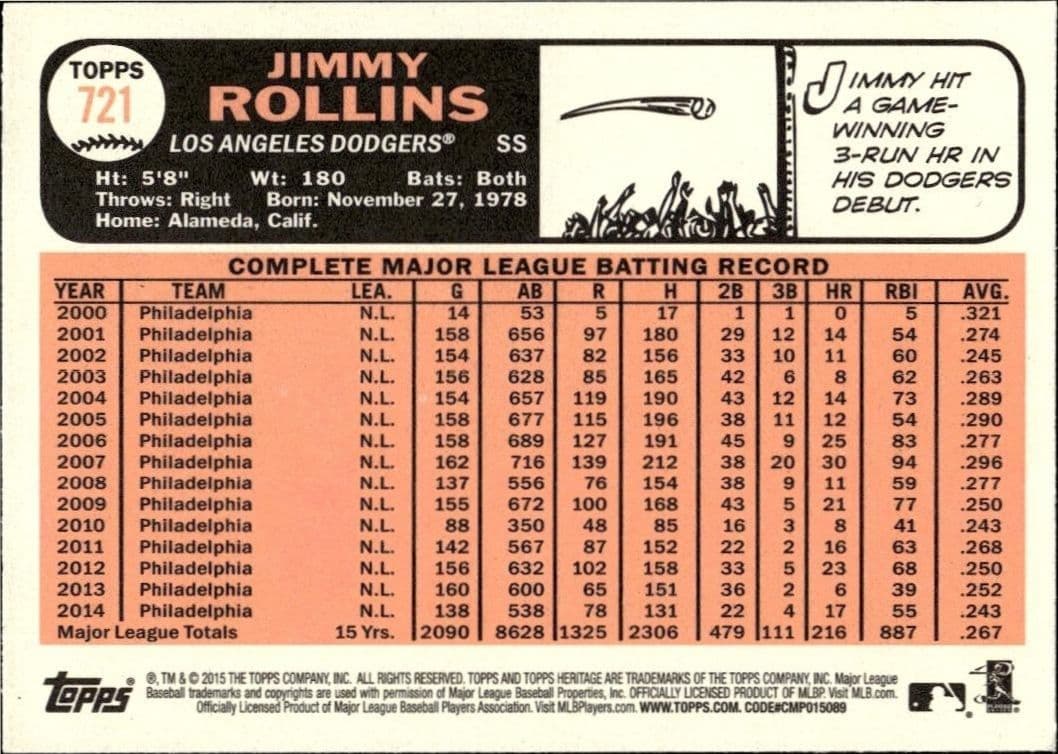 TOPPS
721
JIMMY
ROLLINS
LOS ANGELES DODGERS® SS
Ht: 5'8" Wt: 180 Bats: Both
Throws: Right Born: November 27, 1978
Home: Alameda, Calif.
JIMMY HIT
A GAME-
WINNING
3-RUN HR IN
HIS DODGERS
DEBUT.
COMPLETE MAJOR LEAGUE BATTING RECORD
YEAR TEAM LEA. G AB R H 2B 3B HR RBI AVG.
2000 Philadelphia N.L. 14 53 5 17 1 1 0 5 .321
2001 Philadelphia N.L. 158 656 97 180 29 12 14 54 .274
2002 Philadelphia N.L. 154 637 82 156 33 10 11 60 .245
2003 Philadelphia N.L. 156 628 85 165 42 6 8 62 .263
2004 Philadelphia N.L. 154 657 119 190 43 12 14 73 .289
2005 Philadelphia N.L. 158 677 115 196 38 11 12 54 .290
2006 Philadelphia N.L. 158 689 127 191 45 9 25 83 .277
2007 Philadelphia N.L. 162 716 139 212 38 20 30 94 .296
2008 Philadelphia N.L. 137 556 76 154 38 9 11 59 .277
2009 Philadelphia N.L. 155 672 100 168 43 5 21 77 .250
2010 Philadelphia N.L. 88 350 48 85 16 3 8 41 .243
2011 Philadelphia N.L. 142 567 87 152 22 2 16 63 .268
2012 Philadelphia N.L. 156 632 102 158 33 5 23 68 .250
2013 Philadelphia N.L. 160 600 65 151 36 2 6 39 .252
2014 Philadelphia N.L. 138 538 78 131 22 4 17 55 .243
Major League Totals 15 Yrs. 2090 8628 1325 2306 479 111 216 887 .267
Topps®
®, TM & © 2015 THE TOPPS COMPANY, INC. ALL RIGHTS RESERVED. TOPPS AND TOPPS HERITAGE ARE TRADEMARKS OF THE TOPPS COMPANY, INC. Major League
Baseball trademarks and copyrights are used with permission of Major League Baseball Properties, Inc. OFFICIALLY LICENSED PRODUCT OF MLBP. Visit MLB.com.
Officially Licensed Product of Major League Baseball Players Association. Visit MLBPlayers.com. WWW.TOPPS.COM. CODE#CMP015089